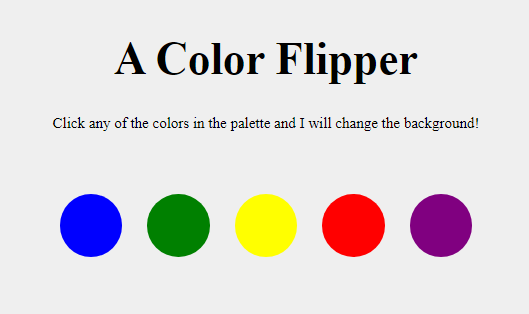 A Color Flipper
Click any of the colors in the palette and I will change the background!